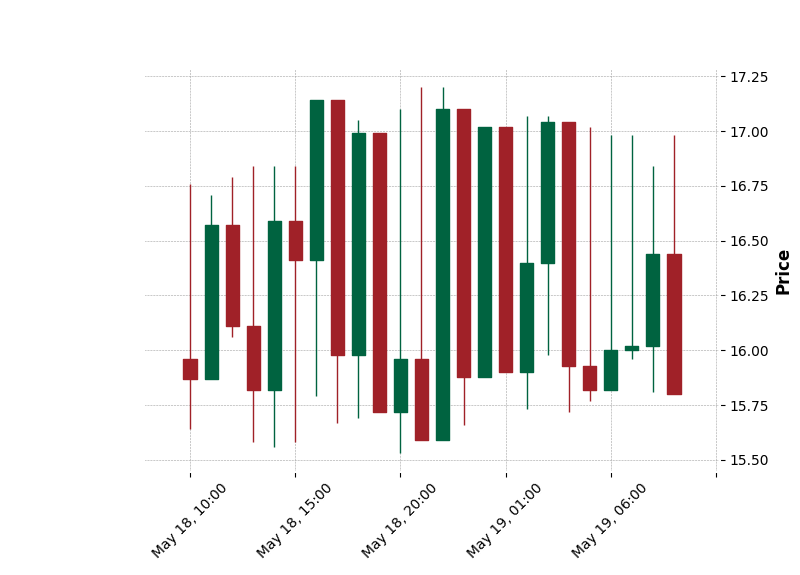 17.25
17.00
16.75
16.50
16.25
16.00
15.75
15.50
Price
May 18, 10:00
May 18, 15:00
May 18, 20:00
May 19, 01:00
May 19, 06:00